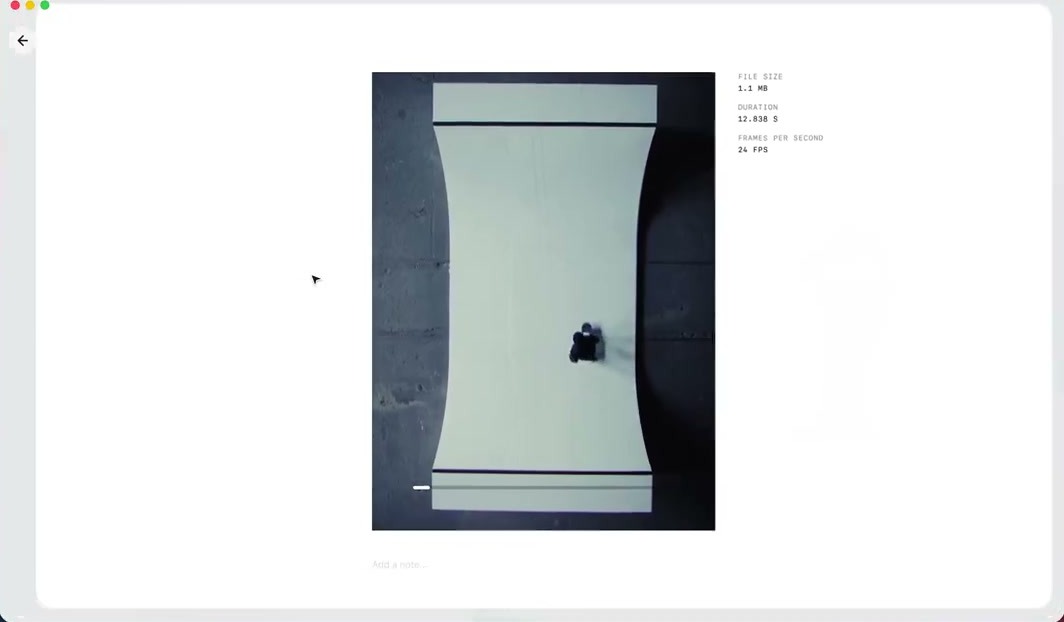 FILE SIZE
1.1 MB
DURATION
12.838 S
FRAMES PER SECOND
24 FPS
Add a note...